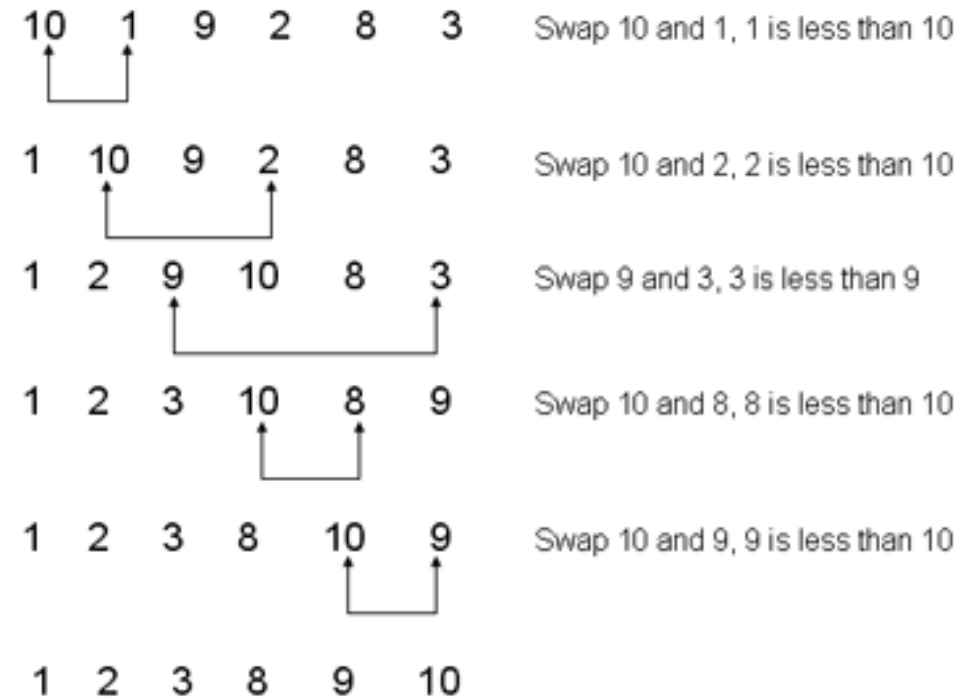 10 1 9 2 8 3 Swap 10 and 1, 1 is less than 10
1 10 9 2 8 3 Swap 10 and 2, 2 is less than 10
1 2 9 10 8 3 Swap 9 and 3, 3 is less than 9
1 2 3 10 8 9 Swap 10 and 8, 8 is less than 10
1 2 3 8 10 9 Swap 10 and 9, 9 is less than 10
1 2 3 8 9 10